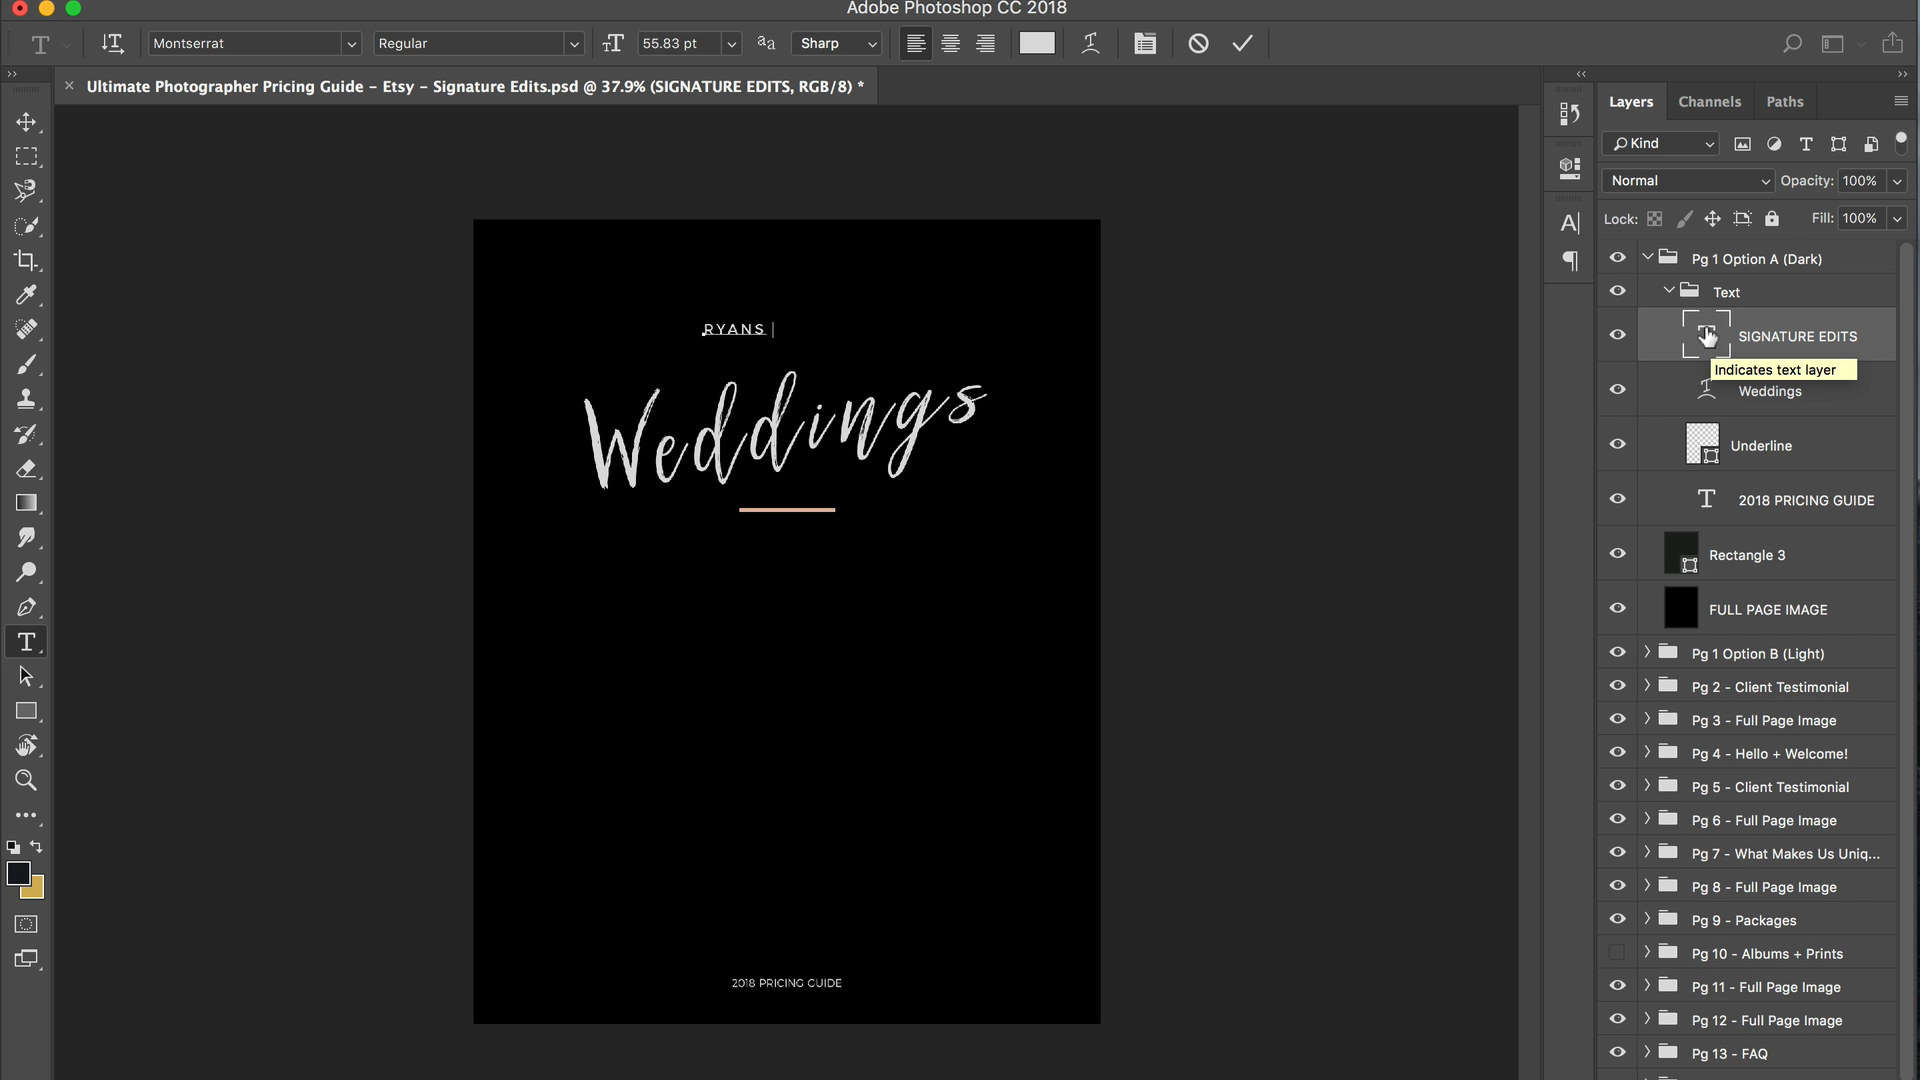 Adobe Photoshop CC 2018
Montserrat
Regular
55.83 pt
Sharp
Ultimate Photographer Pricing Guide – Etsy – Signature Edits.psd @ 37.9% (SIGNATURE EDITS, RGB/8) *
RYANS
Weddings
2018 PRICING GUIDE
Layers
Channels
Paths
Kind
Normal
Opacity: 100%
Lock:
Fill: 100%
Pg 1 Option A (Dark)
Text
SIGNATURE EDITS
Indicates text layer
Weddings
Underline
2018 PRICING GUIDE
Rectangle 3
FULL PAGE IMAGE
Pg 1 Option B (Light)
Pg 2 - Client Testimonial
Pg 3 - Full Page Image
Pg 4 - Hello + Welcome!
Pg 5 - Client Testimonial
Pg 6 - Full Page Image
Pg 7 - What Makes Us Uniq...
Pg 8 - Full Page Image
Pg 9 - Packages
Pg 10 - Albums + Prints
Pg 11 - Full Page Image
Pg 12 - Full Page Image
Pg 13 - FAQ